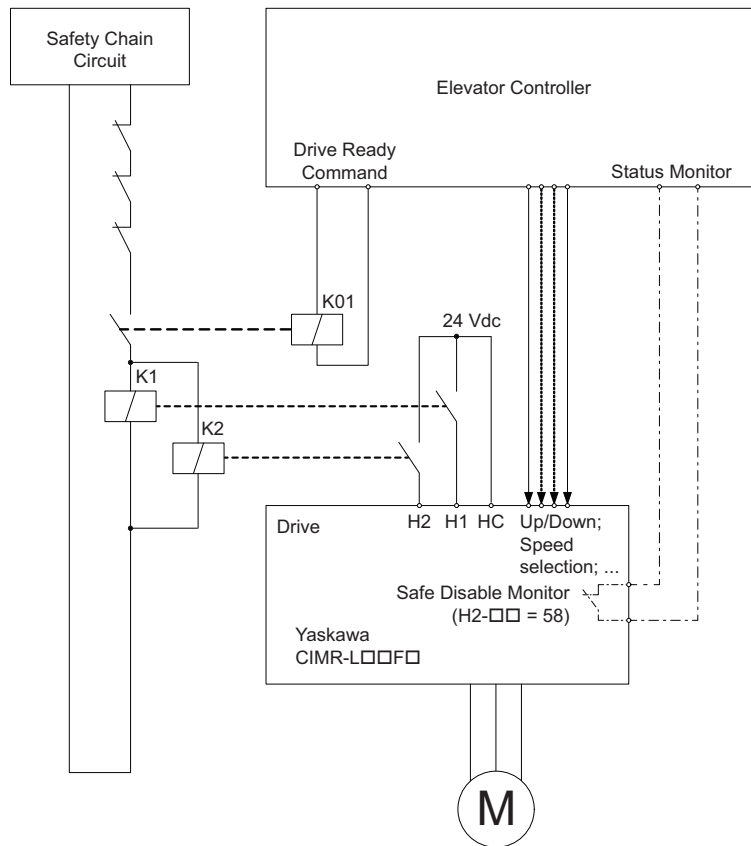 Safety Chain
Circuit
Elevator Controller
Drive Ready
Command
Status Monitor
K01
24 Vdc
K1
K2
Drive
H2
H1
HC
Up/Down;
Speed
selection; ...
Safe Disable Monitor
(H2-□□ = 58)
Yaskawa
CIMR-L□□F□
M